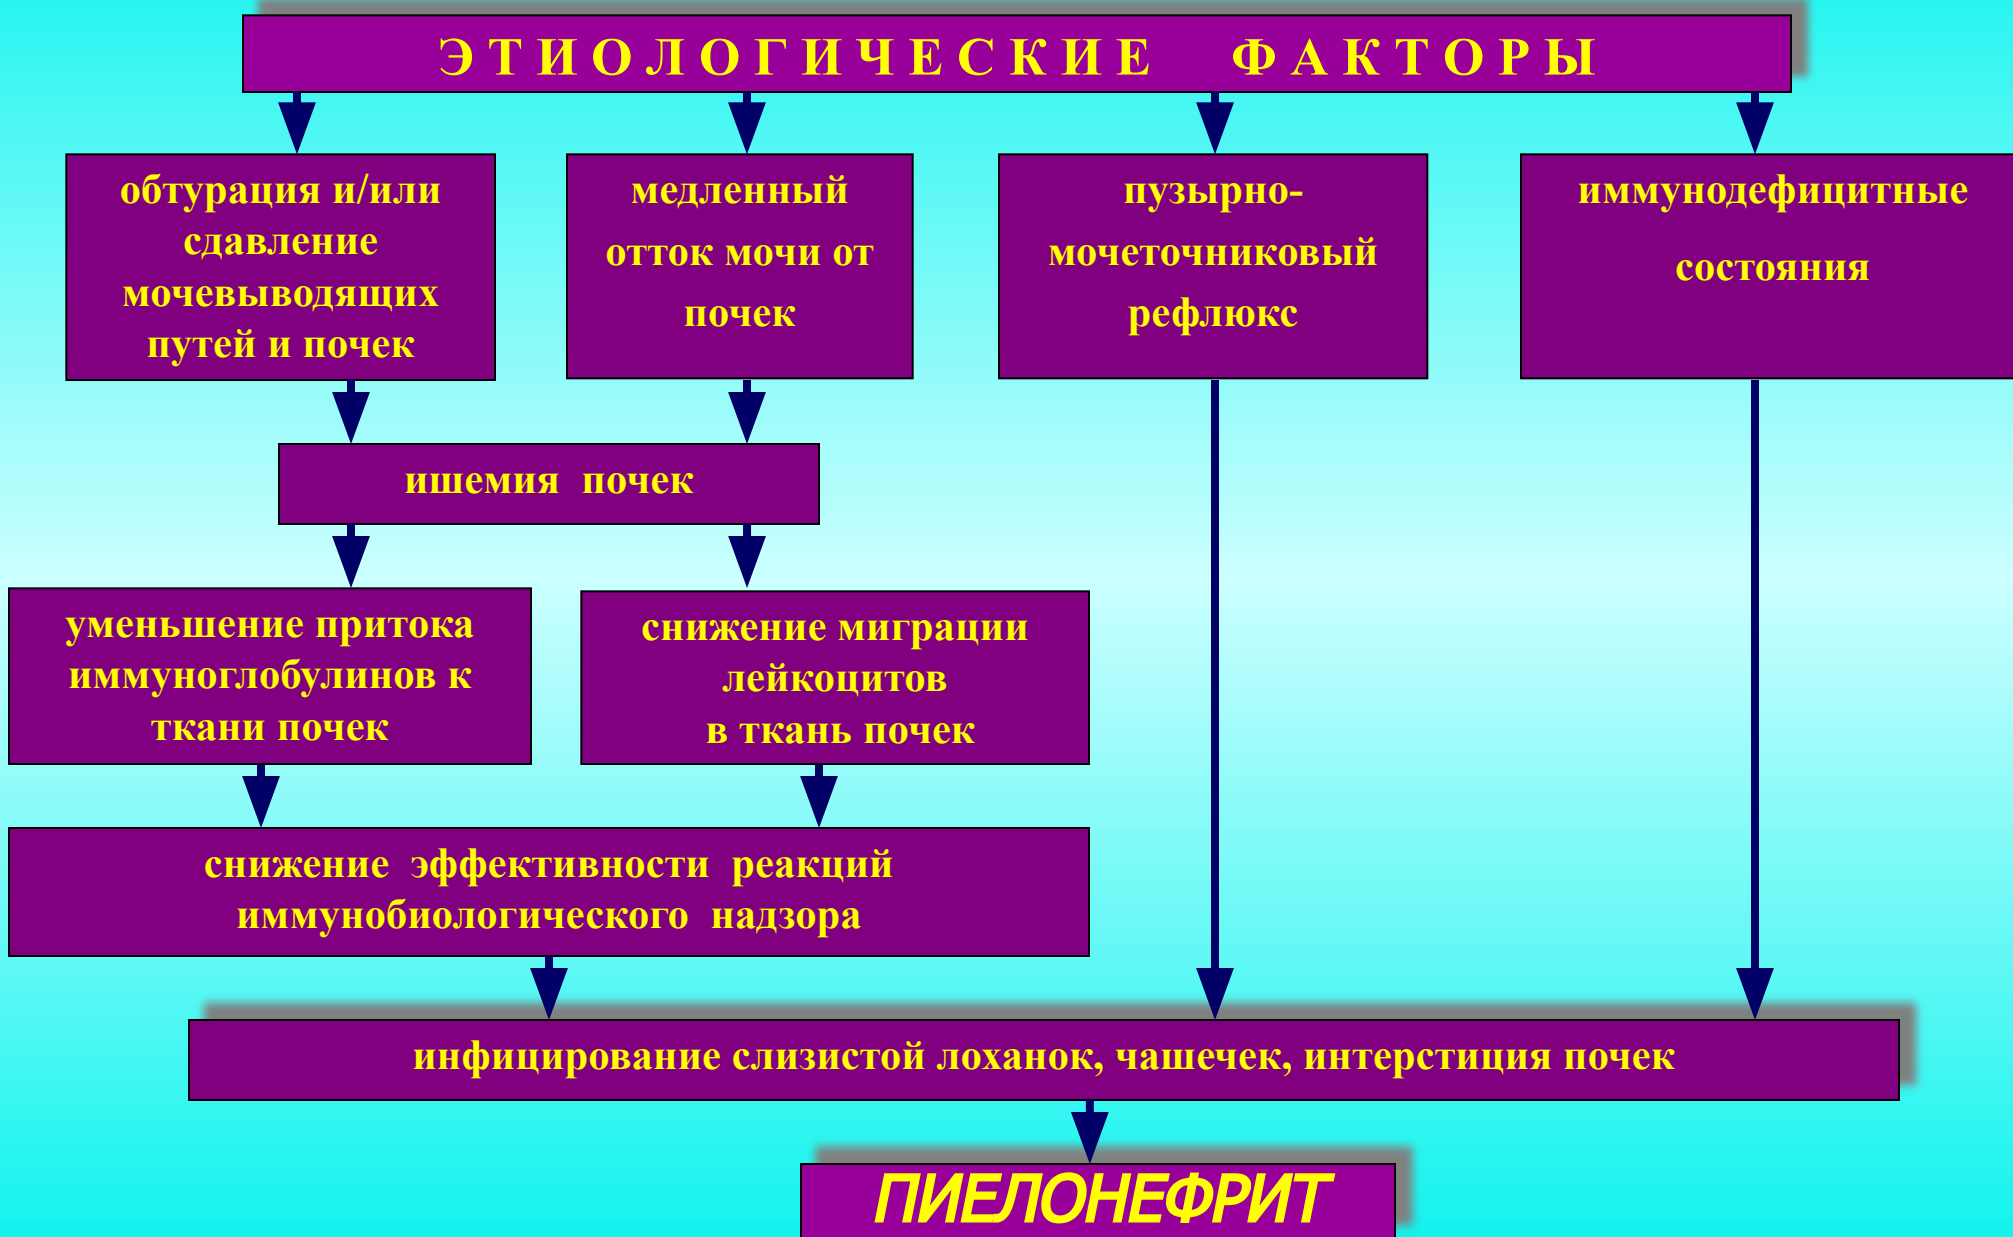 ЭТИОЛОГИЧЕСКИЕ ФАКТОРЫ
обтурация и/или
сдавление
мочевыводящих
путей и почек
медленный
отток мочи от
почек
пузырно-
мочеточниковый
рефлюкс
иммунодефицитные
состояния
ишемия почек
уменьшение притока
иммуноглобулинов к
ткани почек
снижение миграции
лейкоцитов
в ткань почек
снижение эффективности реакций
иммунобиологического надзора
инфицирование слизистой лоханок, чашечек, интерстиция почек
ПИЕЛОНЕФРИТ